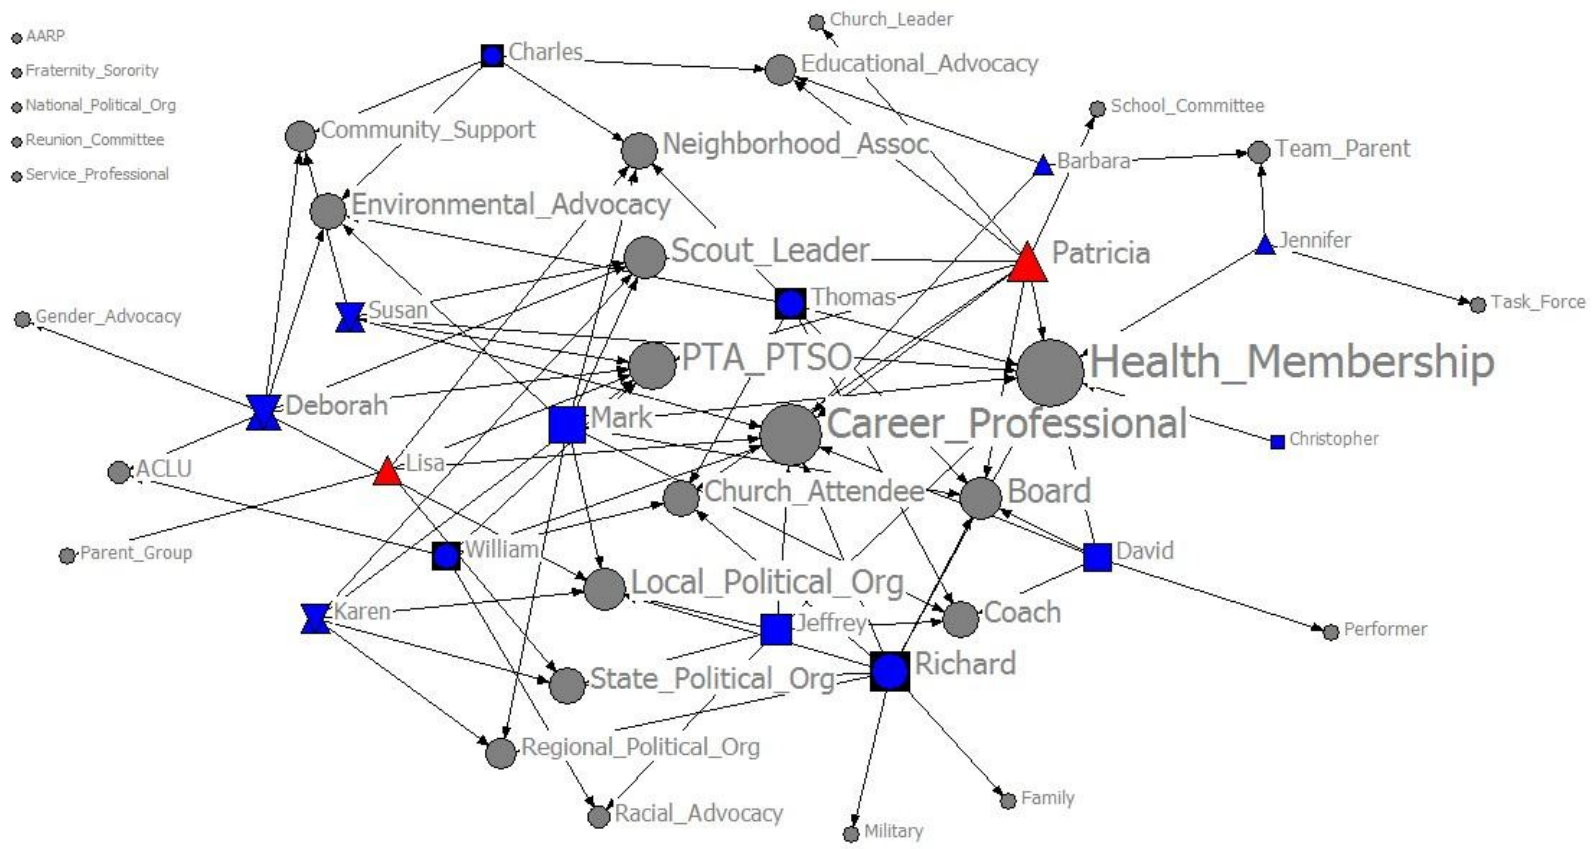 Church_Leader
AARP
Charles
Educational_Advocacy
Fraternity_Sorority
National_Political_Org
School_Committee
Community_Support
Reunion_Committee
Neighborhood_Assoc
Team_Parent
Barbara
Service_Professional
Environmental_Advocacy
Jennifer
Scout_Leader
Patricia
Thomas
Task_Force
Susan
Gender_Advocacy
PTA_PTSO
Health_Membership
Deborah
Mark
Career_Professional
Christopher
ACLU
Lisa
Church_Attendee
Board
William
David
Parent_Group
Local_Political_Org
Karen
Coach
Jeffrey
Performer
Richard
State_Political_Org
Regional_Political_Org
Family
Racial_Advocacy
Military